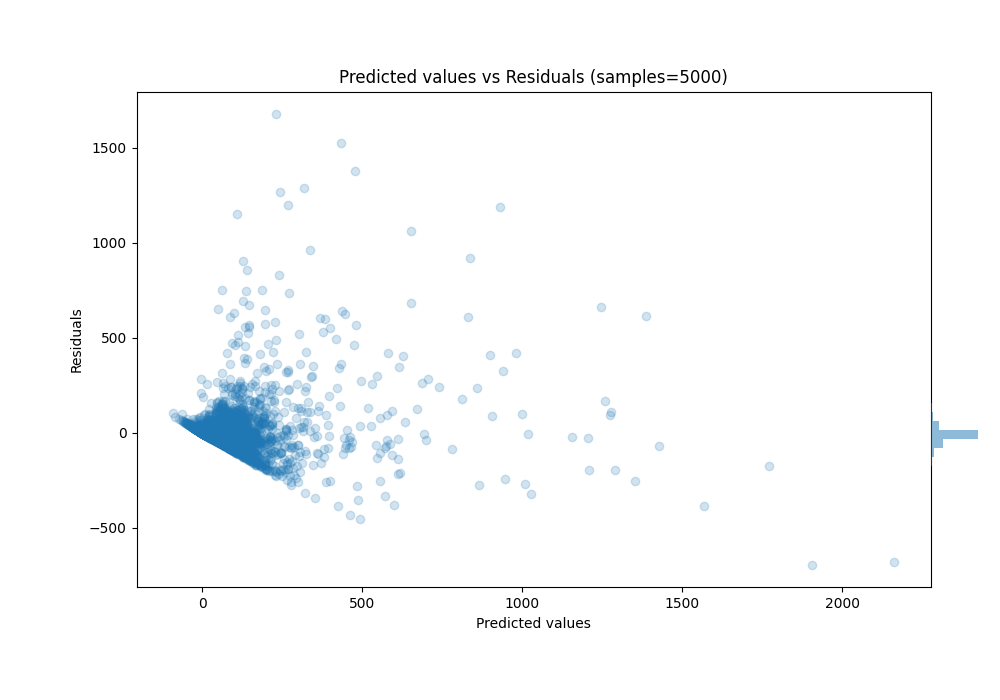 Predicted values vs Residuals (samples=5000)
1500
1000
500
0
−500
Residuals
0 500 1000 1500 2000
Predicted values